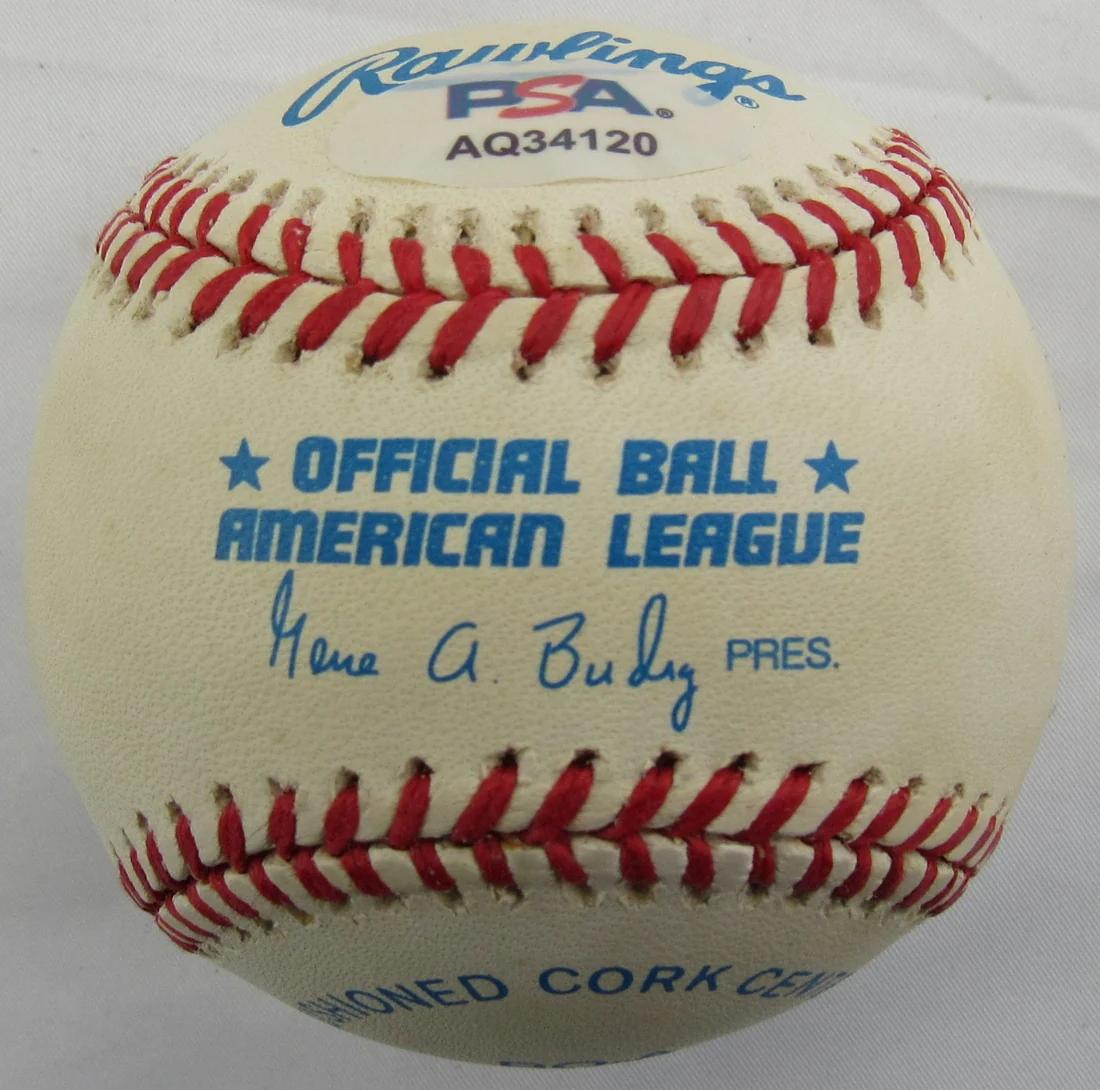 Rawlings®
PSA®
AQ34120
★ OFFICIAL BALL ★
AMERICAN LEAGUE
Gene A. Budig PRES.
CORK